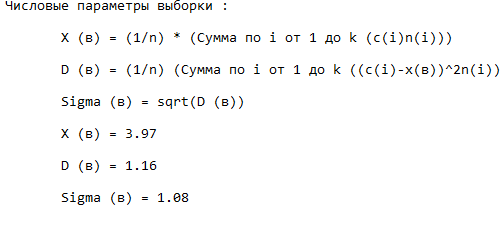 Числовые параметры выборки :
X (в) = (1/n) * (Сумма по i от 1 до k (c(i)n(i)))
D (в) = (1/n) (Сумма по i от 1 до k ((c(i)-x(в))^2n(i))
Sigma (в) = sqrt(D (в))
X (в) = 3.97
D (в) = 1.16
Sigma (в) = 1.08